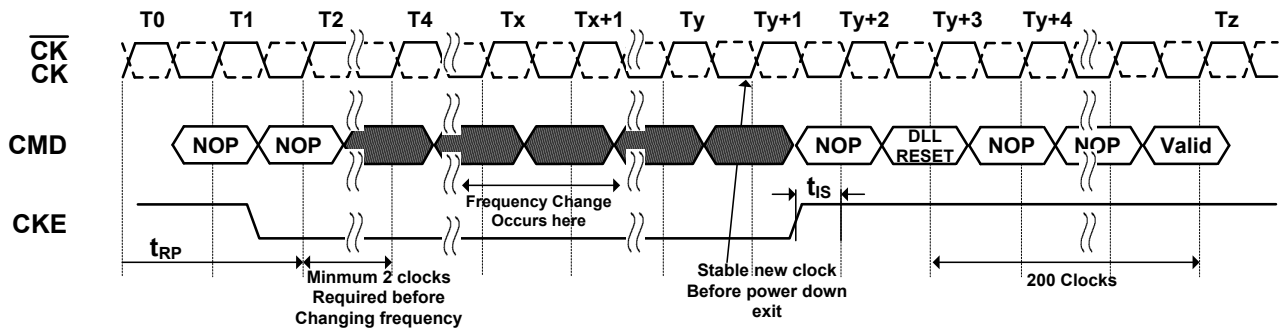 T0 T1 T2 T4 Tx Tx+1 Ty Ty+1 Ty+2 Ty+3 Ty+4 Tz
CK
CK
CMD
NOP NOP NOP DLL RESET NOP NOP Valid
CKE
Frequency Change
Occurs here
tIS
tRP
Minmum 2 clocks
Required before
Changing frequency
Stable new clock
Before power down
exit
200 Clocks